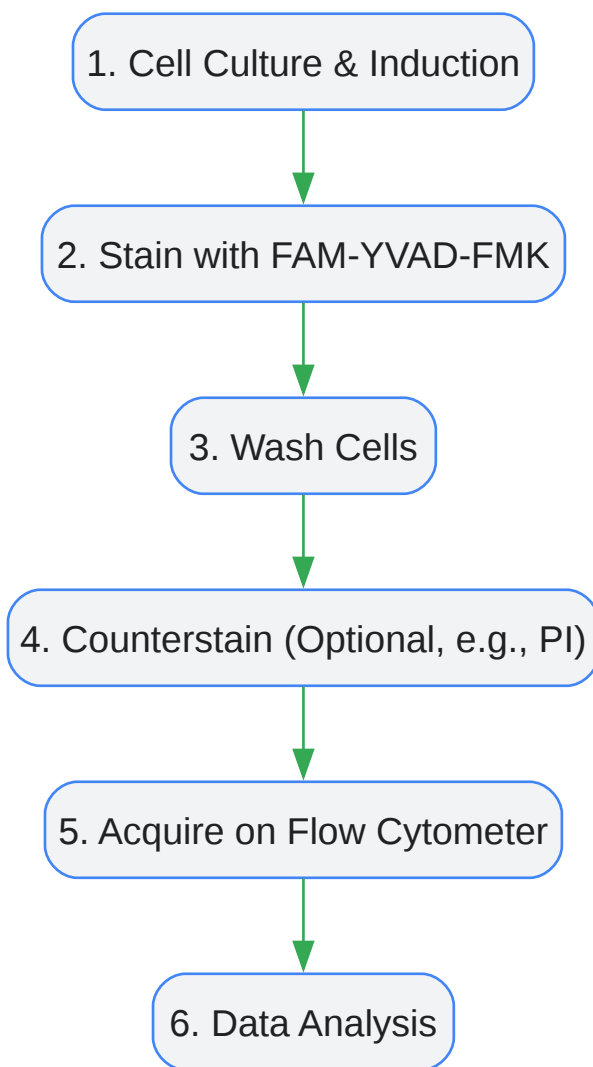 1. Cell Culture & Induction
2. Stain with FAM-YVAD-FMK
3. Wash Cells
4. Counterstain (Optional, e.g., PI)
5. Acquire on Flow Cytometer
6. Data Analysis